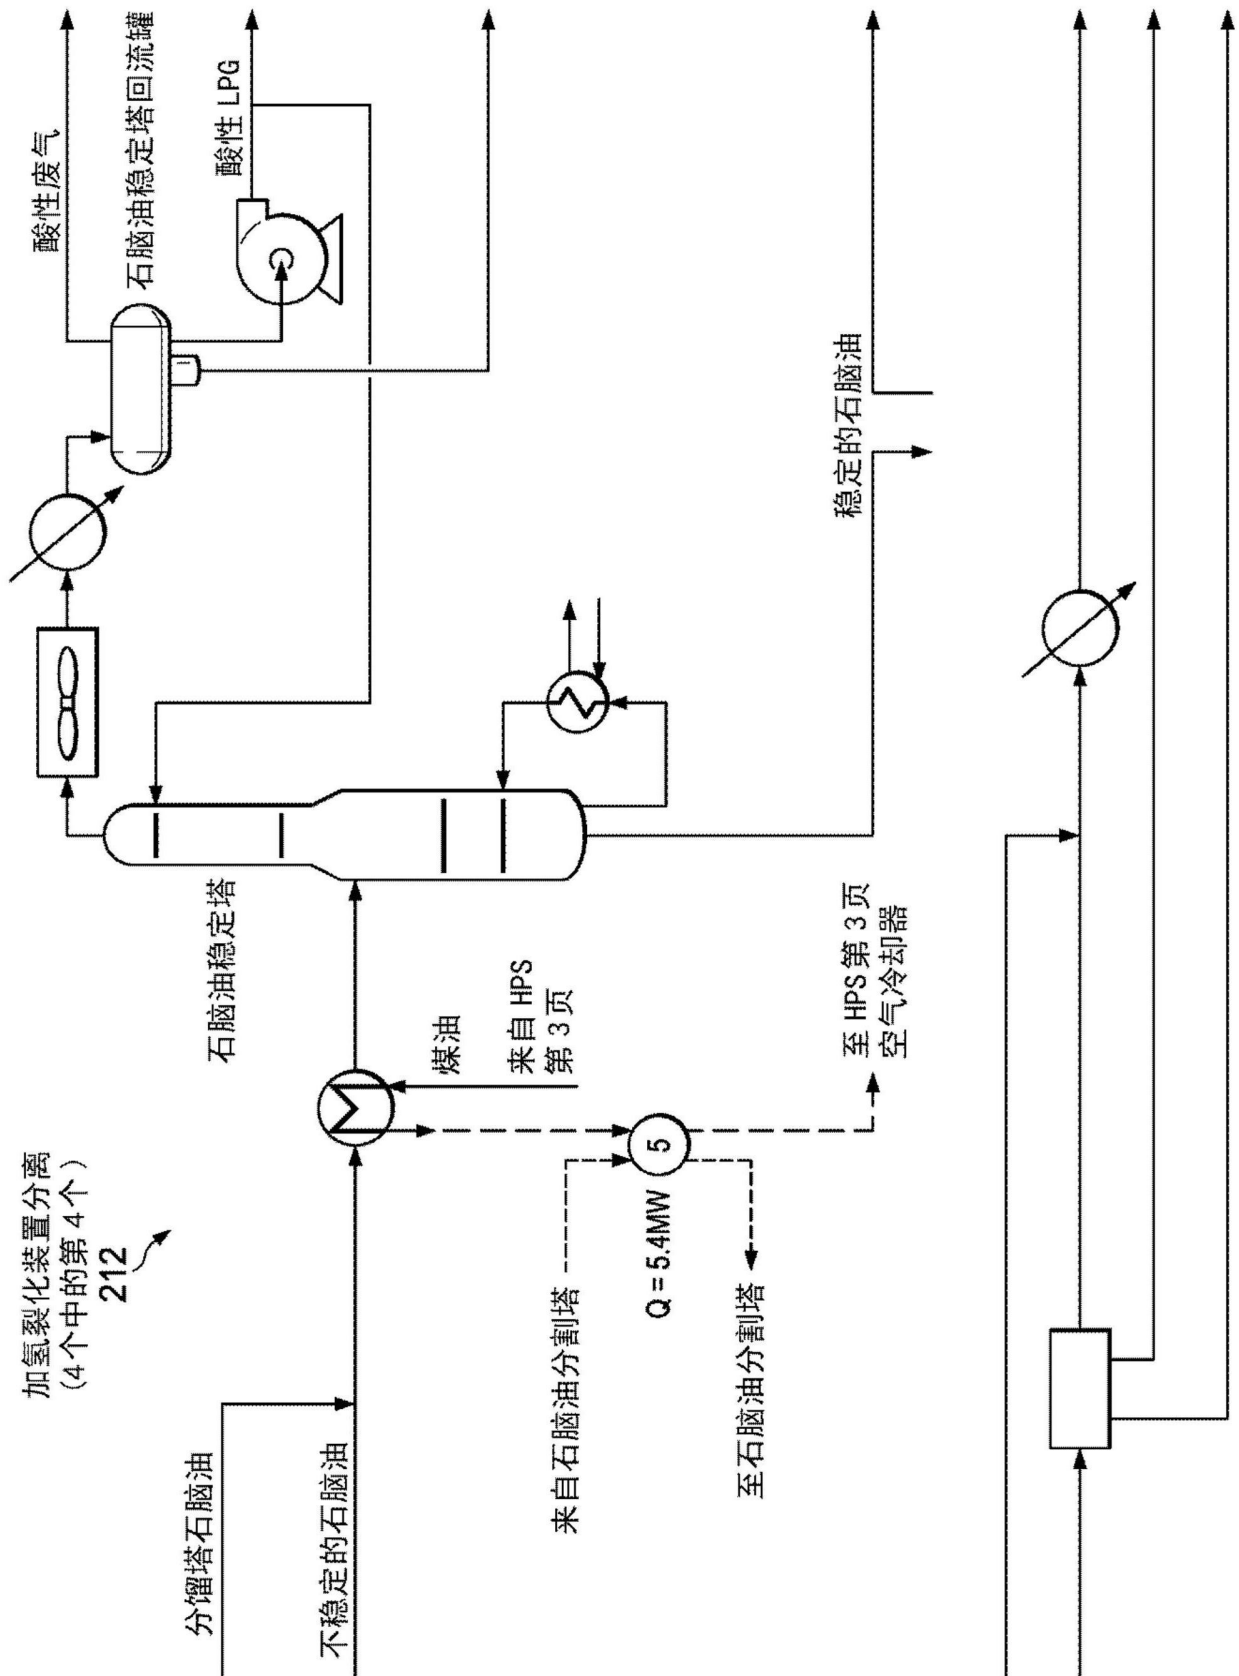 加氢裂化装置分离
(4个中的第4个)
212
分馏塔石脑油
不稳定的石脑油
石脑油稳定塔
酸性废气
石脑油稳定塔回流罐
酸性 LPG
煤油
来自 HPS
第3页
来自石脑油分割塔
Q = 5.4MW
5
至石脑油分割塔
至 HPS 第3页
空气冷却器
稳定的石脑油